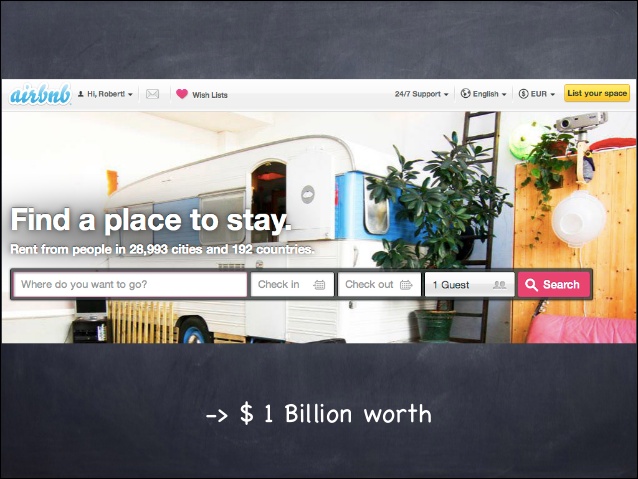 airbnb Hi, Robert! Wish Lists 24/7 Support English $ EUR List your space
Find a place to stay.
Rent from people in 28,993 cities and 192 countries.
Where do you want to go? Check in Check out 1 Guest Search
-> $ 1 Billion worth